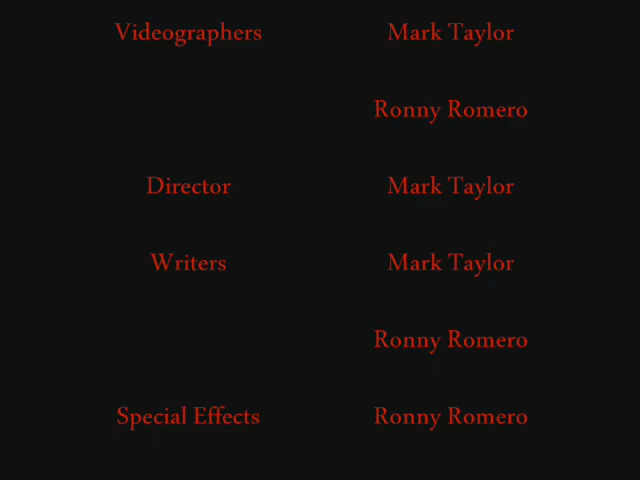 Videographers Mark Taylor
Ronny Romero
Director Mark Taylor
Writers Mark Taylor
Ronny Romero
Special Effects Ronny Romero